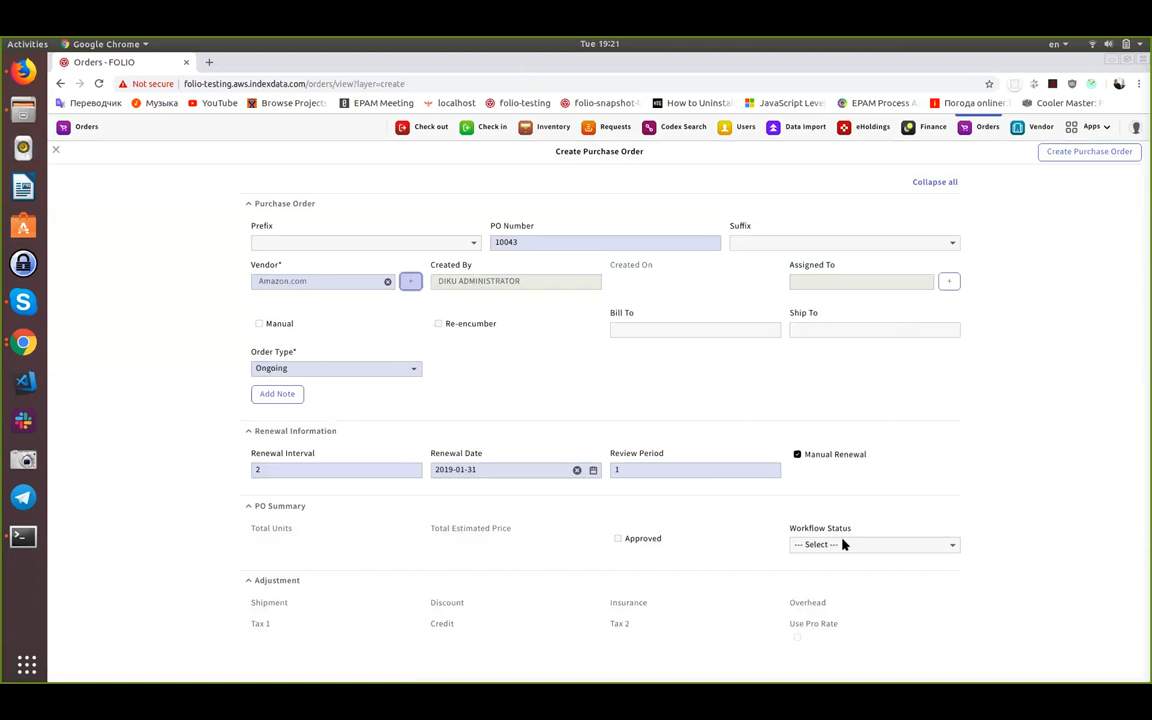 Activities Google Chrome Tue 19:21 en
Orders - FOLIO
Not secure folio-testing.aws.indexdata.com/orders/view?layer=create
Переводчик Музыка YouTube Browse Projects EPAM Meeting localhost folio-testing folio-snapshot- How to Uninstal JavaScript Leve EPAM Process A Погода online. Cooler Master: P
Orders Check out Check in Inventory Requests Codex Search Users Data Import eHoldings Finance Orders Vendor Apps
Create Purchase Order Create Purchase Order
Collapse all
Purchase Order
Prefix PO Number Suffix
10043
Vendor* Created By Created On Assigned To
Amazon.com + DIKU ADMINISTRATOR +
Bill To Ship To
Manual Re-encumber
Order Type*
Ongoing
Add Note
Renewal Information
Renewal Interval Renewal Date Review Period Manual Renewal
2 2019-01-31 1
PO Summary
Total Units Total Estimated Price Approved Workflow Status
--- Select ---
Adjustment
Shipment Discount Insurance Overhead
Tax 1 Credit Tax 2 Use Pro Rate